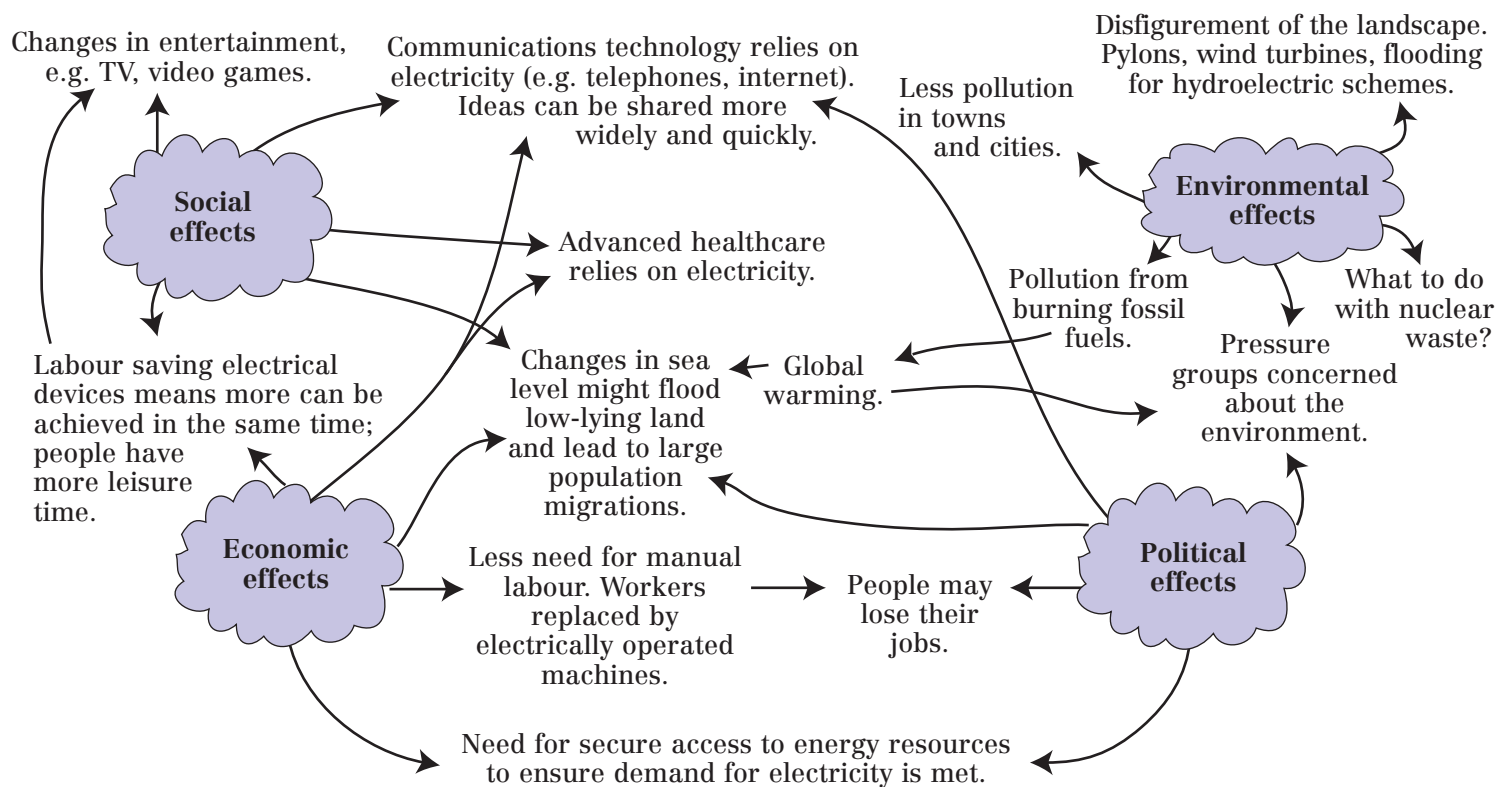 Changes in entertainment,
e.g. TV, video games.
Communications technology relies on
electricity (e.g. telephones, internet).
Ideas can be shared more
widely and quickly.
Disfigurement of the landscape.
Pylons, wind turbines, flooding
for hydroelectric schemes.
Less pollution
in towns
and cities.
Social
effects
Environmental
effects
Advanced healthcare
relies on electricity.
Pollution from
burning fossil
fuels.
What to do
with nuclear
waste?
Labour saving electrical
devices means more can be
achieved in the same time;
people have
more leisure
time.
Changes in sea
level might flood
low-lying land
and lead to large
population
migrations.
Global
warming.
Pressure
groups concerned
about the
environment.
Economic
effects
Less need for manual
labour. Workers
replaced by
electrically operated
machines.
People may
lose their
jobs.
Political
effects
Need for secure access to energy resources
to ensure demand for electricity is met.